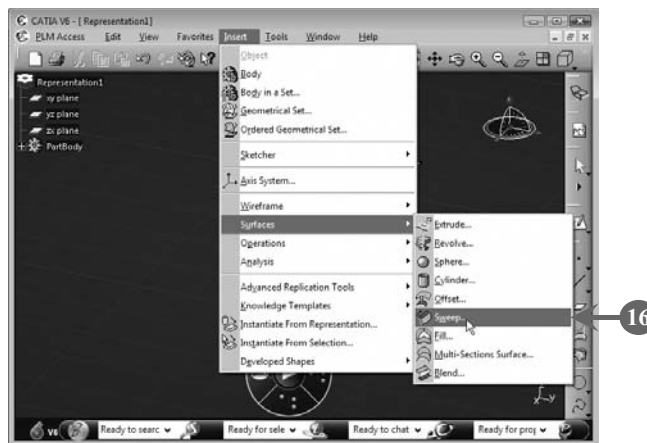 CATIA V6 - [ Representation1]
PLM Access Edit View Favorites Insert Tools Window Help
Representation1
xy plane
yz plane
zx plane
PartBody
Object
Body
Body in a Set...
Geometrical Set...
Ordered Geometrical Set...
Sketcher
Axis System...
Wireframe
Surfaces
Operations
Analysis
Advanced Replication Tools
Knowledge Templates
Instantiate From Representation...
Instantiate From Selection...
Developed Shapes
Extrude...
Revolve...
Sphere...
Cylinder...
Offset...
Sweep...
Fill...
Multi-Sections Surface...
Blend...
16
x y
V6 Ready to searc Ready for sele Ready to chat Ready for proj